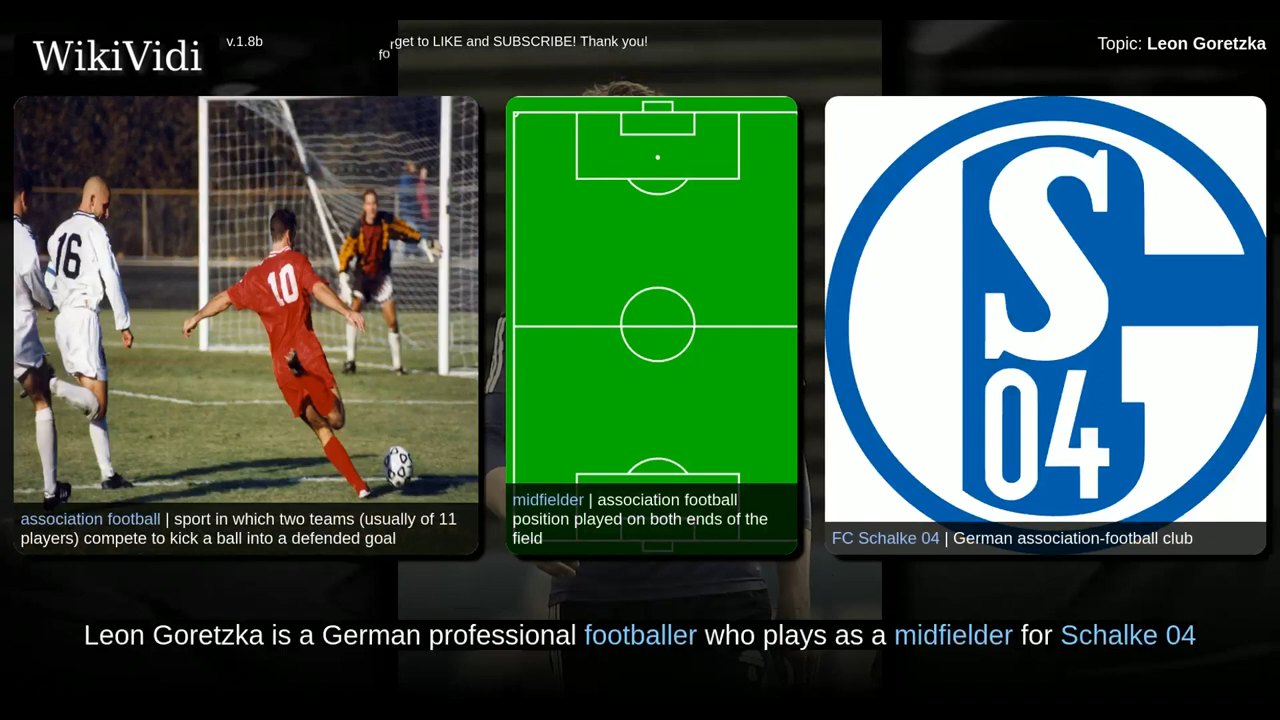 WikiVidi
v.1.8b
forget to LIKE and SUBSCRIBE! Thank you!
Topic: Leon Goretzka
16
10
S
04
association football | sport in which two teams (usually of 11
players) compete to kick a ball into a defended goal
midfielder | association football
position played on both ends of the
field
FC Schalke 04 | German association-football club
Leon Goretzka is a German professional footballer who plays as a midfielder for Schalke 04